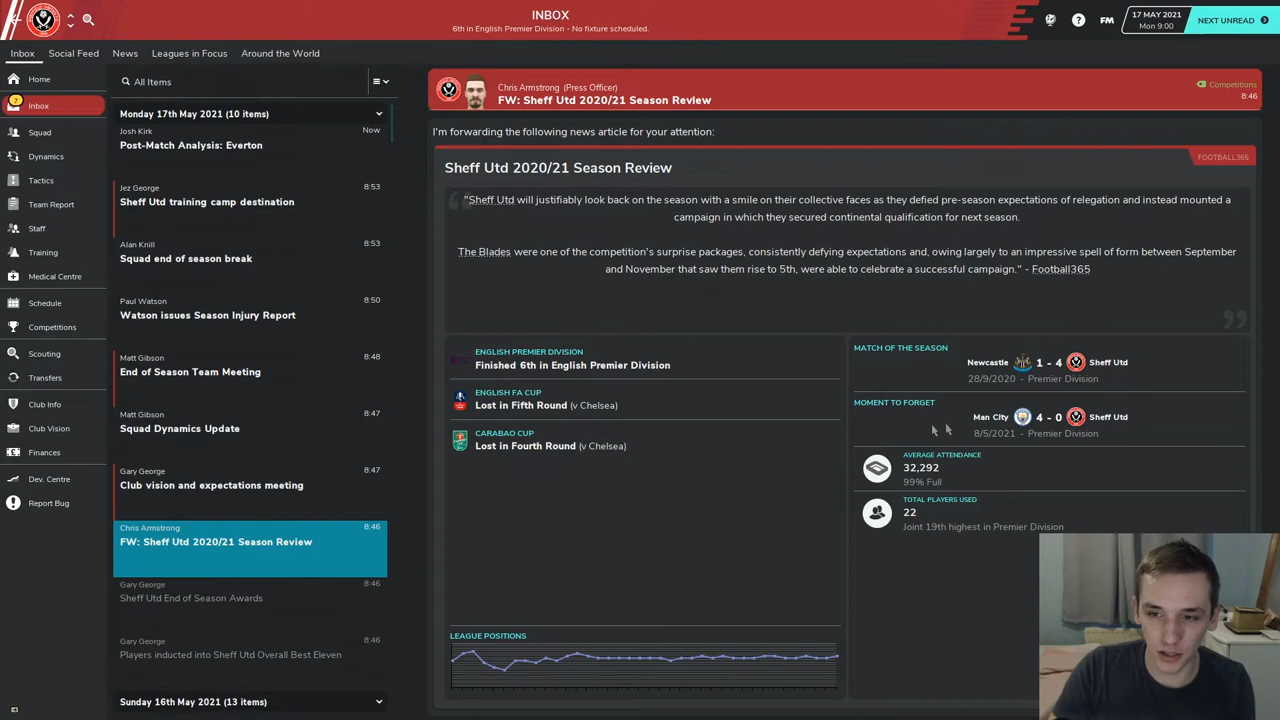 INBOX
6th in English Premier Division - No fixture scheduled.
FM
17 MAY 2021
Mon 9:00
NEXT UNREAD
Inbox
Social Feed
News
Leagues in Focus
Around the World
Home
7
Inbox
Squad
Dynamics
Tactics
Team Report
Staff
Training
Medical Centre
Schedule
Competitions
Scouting
Transfers
Club Info
Club Vision
Finances
Dev. Centre
Report Bug
All Items
Monday 17th May 2021 (10 items)
Josh Kirk
Now
Post-Match Analysis: Everton
Jez George
8:53
Sheff Utd training camp destination
Alan Knill
8:53
Squad end of season break
Paul Watson
8:50
Watson issues Season Injury Report
Matt Gibson
8:48
End of Season Team Meeting
Matt Gibson
8:47
Squad Dynamics Update
Gary George
8:47
Club vision and expectations meeting
Chris Armstrong
8:46
FW: Sheff Utd 2020/21 Season Review
Gary George
8:46
Sheff Utd End of Season Awards
Gary George
8:46
Players inducted into Sheff Utd Overall Best Eleven
Sunday 16th May 2021 (13 items)
Chris Armstrong (Press Officer)
FW: Sheff Utd 2020/21 Season Review
Competitions
8:46
I'm forwarding the following news article for your attention:
FOOTBALL365
Sheff Utd 2020/21 Season Review
"Sheff Utd will justifiably look back on the season with a smile on their collective faces as they defied pre-season expectations of relegation and instead mounted a
campaign in which they secured continental qualification for next season.
The Blades were one of the competition's surprise packages, consistently defying expectations and, owing largely to an impressive spell of form between September
and November that saw them rise to 5th, were able to celebrate a successful campaign." - Football365
ENGLISH PREMIER DIVISION
Finished 6th in English Premier Division
ENGLISH FA CUP
Lost in Fifth Round (v Chelsea)
CARABAO CUP
Lost in Fourth Round (v Chelsea)
LEAGUE POSITIONS
MATCH OF THE SEASON
Newcastle 1 - 4 Sheff Utd
28/9/2020 - Premier Division
MOMENT TO FORGET
Man City 4 - 0 Sheff Utd
8/5/2021 - Premier Division
AVERAGE ATTENDANCE
32,292
99% Full
TOTAL PLAYERS USED
22
Joint 19th highest in Premier Division